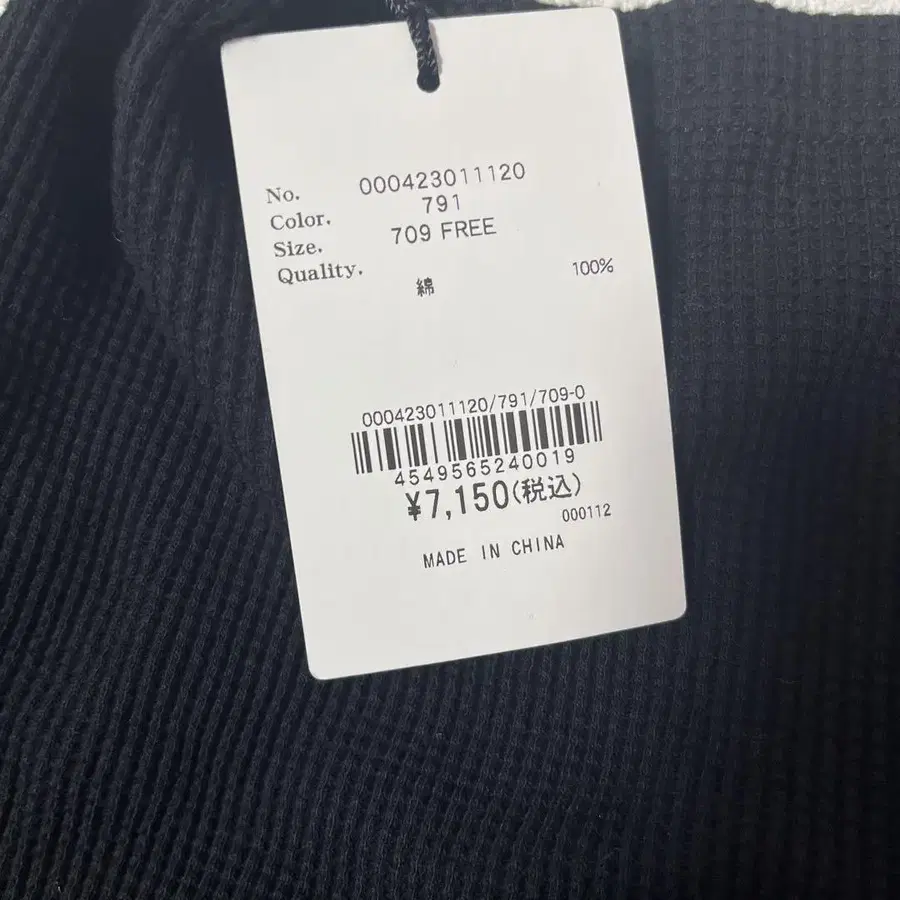 No. 000423011120
Color. 791
Size. 709 FREE
Quality.
綿 100%
000423011120/791/709-0
4549565240019
¥7,150(税込)
000112
MADE IN CHINA